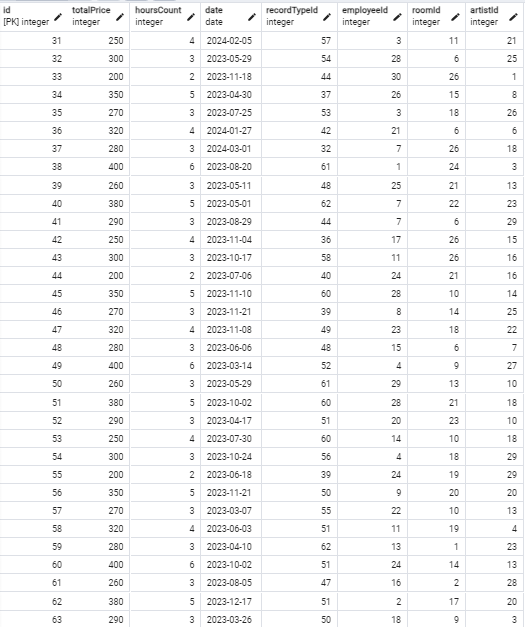 id totalPrice hoursCount date recordTypeId employeeId roomId artistId
[PK] integer integer integer date integer integer integer integer
31 250 4 2024-02-05 57 3 11 21
32 300 3 2023-05-29 54 28 6 25
33 200 2 2023-11-18 44 30 26 1
34 350 5 2023-04-30 37 26 15 8
35 270 3 2023-07-25 53 3 18 26
36 320 4 2024-01-27 42 21 6 6
37 280 3 2024-03-01 32 7 26 18
38 400 6 2023-08-20 61 1 24 3
39 260 3 2023-05-11 48 25 21 13
40 380 5 2023-05-01 62 7 22 23
41 290 3 2023-08-29 44 7 6 29
42 250 4 2023-11-04 36 17 26 15
43 300 3 2023-10-17 58 11 26 16
44 200 2 2023-07-06 40 24 21 16
45 350 5 2023-11-10 60 28 10 14
46 270 3 2023-11-21 39 8 14 25
47 320 4 2023-11-08 49 23 18 22
48 280 3 2023-06-06 48 15 6 7
49 400 6 2023-03-14 52 4 9 27
50 260 3 2023-05-29 61 29 13 10
51 380 5 2023-10-02 60 28 21 18
52 290 3 2023-04-17 51 20 23 10
53 250 4 2023-07-30 60 14 10 18
54 300 3 2023-10-24 56 4 18 29
55 200 2 2023-06-18 39 24 19 29
56 350 5 2023-11-21 50 9 20 20
57 270 3 2023-03-07 55 22 10 13
58 320 4 2023-06-03 51 11 19 4
59 280 3 2023-04-10 62 13 1 23
60 400 6 2023-10-02 51 24 14 13
61 260 3 2023-08-05 47 16 2 28
62 380 5 2023-12-17 51 2 17 20
63 290 3 2023-03-26 50 18 9 3